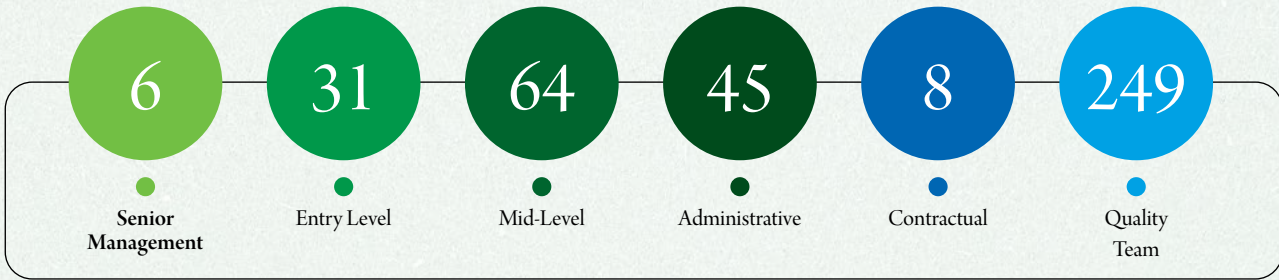 6
31
64
45
8
249
Senior
Management
Entry Level
Mid-Level
Administrative
Contractual
Quality
Team